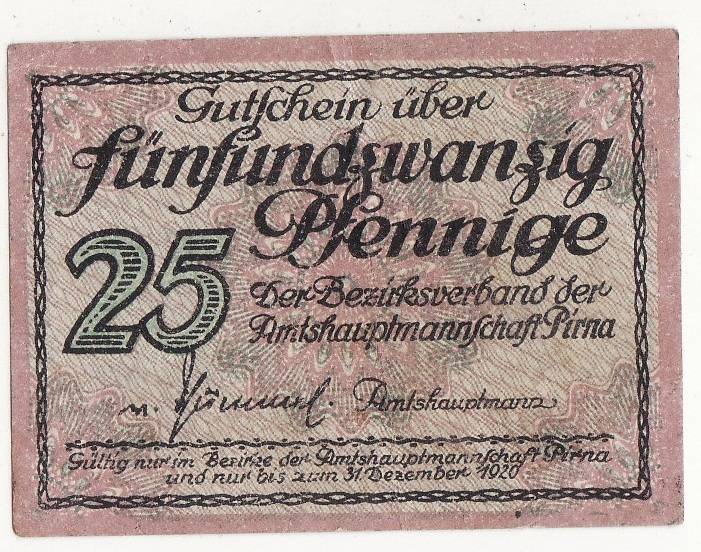 Gutschein über
fünfundzwanzig
Pfennige
25
Der Bezirksverband der
Amtshauptmannschaft Pirna
Amtshauptmann
Gültig nur im Bezirke der Amtshauptmannschaft Pirna
und nur bis zum 31 Dezember 1920